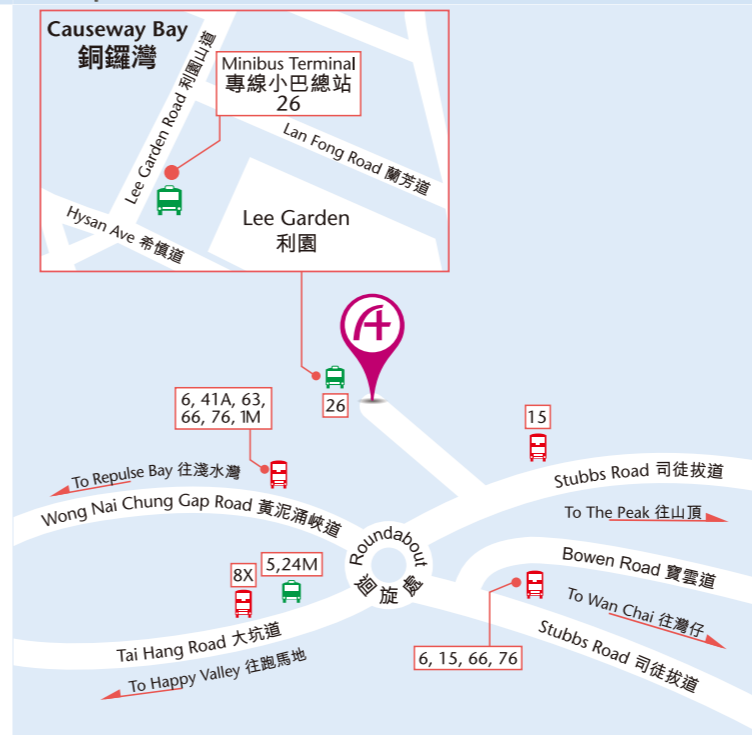 Causeway Bay
銅鑼灣
Minibus Terminal
專線小巴總站
26
Lee Garden Road 利園山道
Lan Fong Road 蘭芳道
Hysan Ave 希慎道
Lee Garden
利園
26
6, 41A, 63,
66, 76, 1M
15
To Repulse Bay 往淺水灣
Wong Nai Chung Gap Road 黃泥涌峽道
Stubbs Road 司徒拔道
To The Peak 往山頂
Roundabout
迴旋處
Bowen Road 寶雲道
8X
5,24M
To Wan Chai 往灣仔
Tai Hang Road 大坑道
To Happy Valley 往跑馬地
6, 15, 66, 76
Stubbs Road 司徒拔道